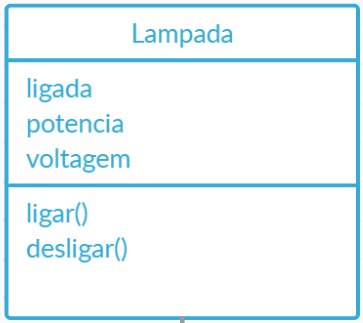 Lampada
ligada
potencia
voltagem
ligar()
desligar()